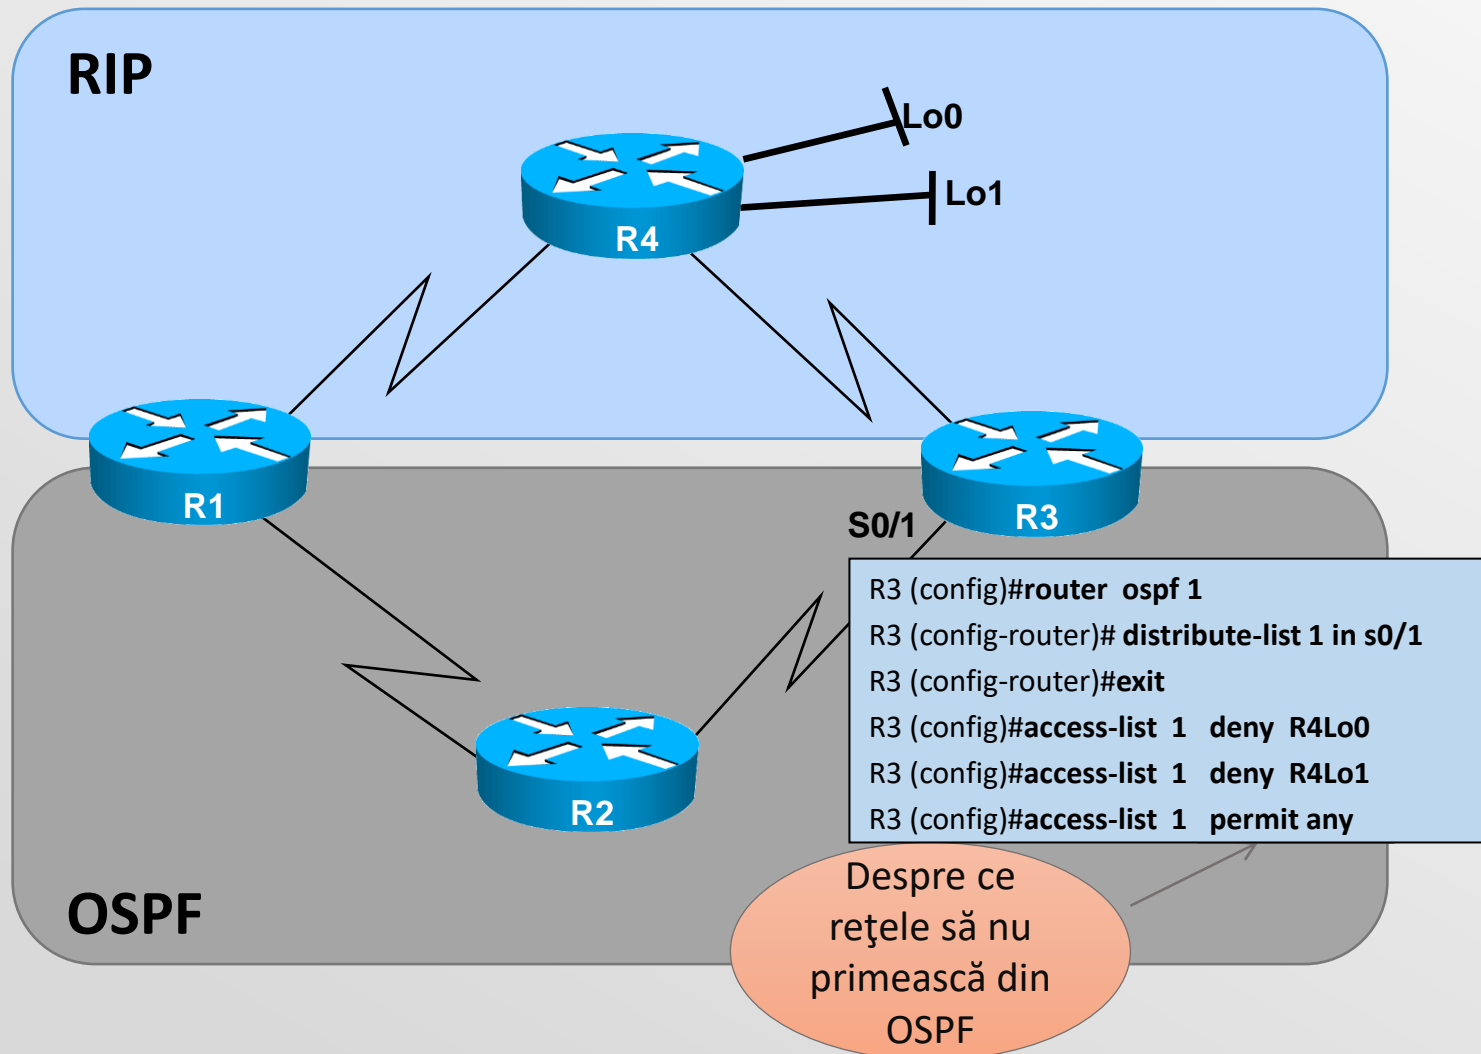 RIP
Lo0
Lo1
R4
R1
R3
S0/1
R3 (config)#router ospf 1
R3 (config-router)# distribute-list 1 in s0/1
R3 (config-router)#exit
R3 (config)#access-list 1 deny R4Lo0
R3 (config)#access-list 1 deny R4Lo1
R3 (config)#access-list 1 permit any
R2
OSPF
Despre ce
reţele să nu
primească din
OSPF